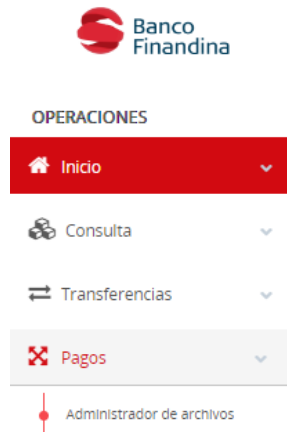 Banco
Finandina
OPERACIONES
Inicio
Consulta
Transferencias
Pagos
Administrador de archivos